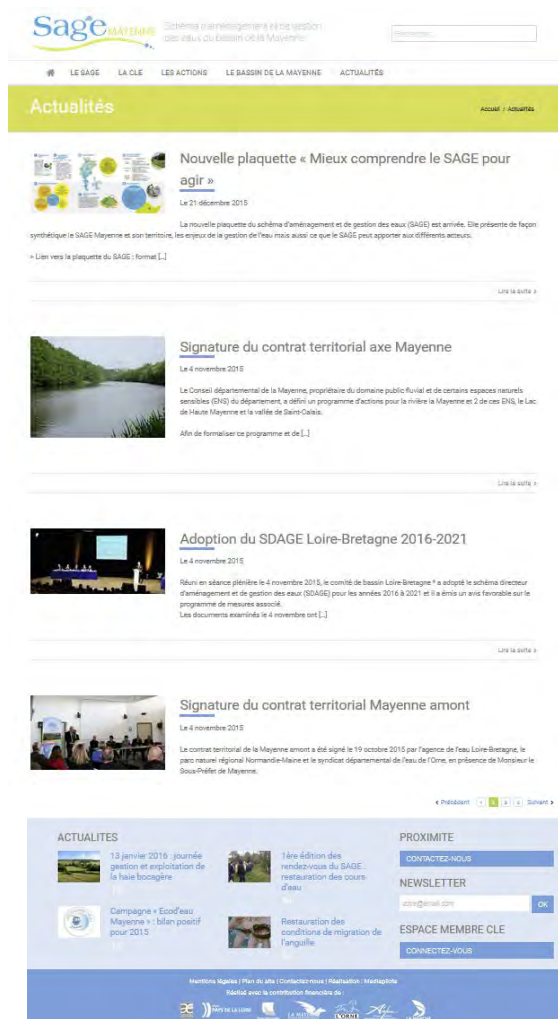 Sage MAYENNE
Schéma d'aménagement et de gestion
des eaux du bassin de la Mayenne
Rechercher...
LE SAGE LA CLE LES ACTIONS LE BASSIN DE LA MAYENNE ACTUALITÉS
Actualités
Accueil / Actualités
Nouvelle plaquette « Mieux comprendre le SAGE pour
agir »
Le 21 décembre 2015
La nouvelle plaquette du schéma d'aménagement et de gestion des eaux (SAGE) est arrivée. Elle présente de façon
synthétique le SAGE Mayenne et son territoire, les enjeux de la gestion de l'eau mais aussi ce que le SAGE peut apporter aux différents acteurs.
> Lien vers la plaquette du SAGE : format [...]
Lire la suite >
Signature du contrat territorial axe Mayenne
Le 4 novembre 2015
Le Conseil départemental de la Mayenne, propriétaire du domaine public fluvial et de certains espaces naturels
sensibles (ENS) du département, a défini un programme d'actions pour la rivière la Mayenne et 2 de ces ENS, le Lac
de Haute Mayenne et la vallée de Saint-Calais.
Afin de formaliser ce programme et de [...]
Lire la suite >
Adoption du SDAGE Loire-Bretagne 2016-2021
Le 4 novembre 2015
Réuni en séance plénière le 4 novembre 2015, le comité de bassin Loire-Bretagne * a adopté le schéma directeur
d'aménagement et de gestion des eaux (SDAGE) pour les années 2016 à 2021 et il a émis un avis favorable sur le
programme de mesures associé.
Les documents examinés le 4 novembre ont [...]
Lire la suite >
Signature du contrat territorial Mayenne amont
Le 4 novembre 2015
Le contrat territorial de la Mayenne amont a été signé le 19 octobre 2015 par l'agence de l'eau Loire-Bretagne, le
parc naturel régional Normandie-Maine et le syndicat départemental de l'eau de l'Orne, en présence de Monsieur le
Sous-Préfet de Mayenne.
Précédent 1 2 3 Suivant
ACTUALITES
13 janvier 2016 : journée
gestion et exploitation de
la haie bocagère
Campagne « Ecod'eau
Mayenne » : bilan positif
pour 2015
1ère édition des
rendez-vous du SAGE :
restauration des cours
d'eau
Restauration des
conditions de migration de
l'anguille
PROXIMITE
CONTACTEZ-NOUS
NEWSLETTER
votre@email.com OK
ESPACE MEMBRE CLE
CONNECTEZ-VOUS
Mentions légales | Plan du site | Contactez-nous | Réalisation : Mediapilote
Réalisé avec la contribution financière de :
PAYS DE LA LOIRE
LA MAYENNE
L'ORNE